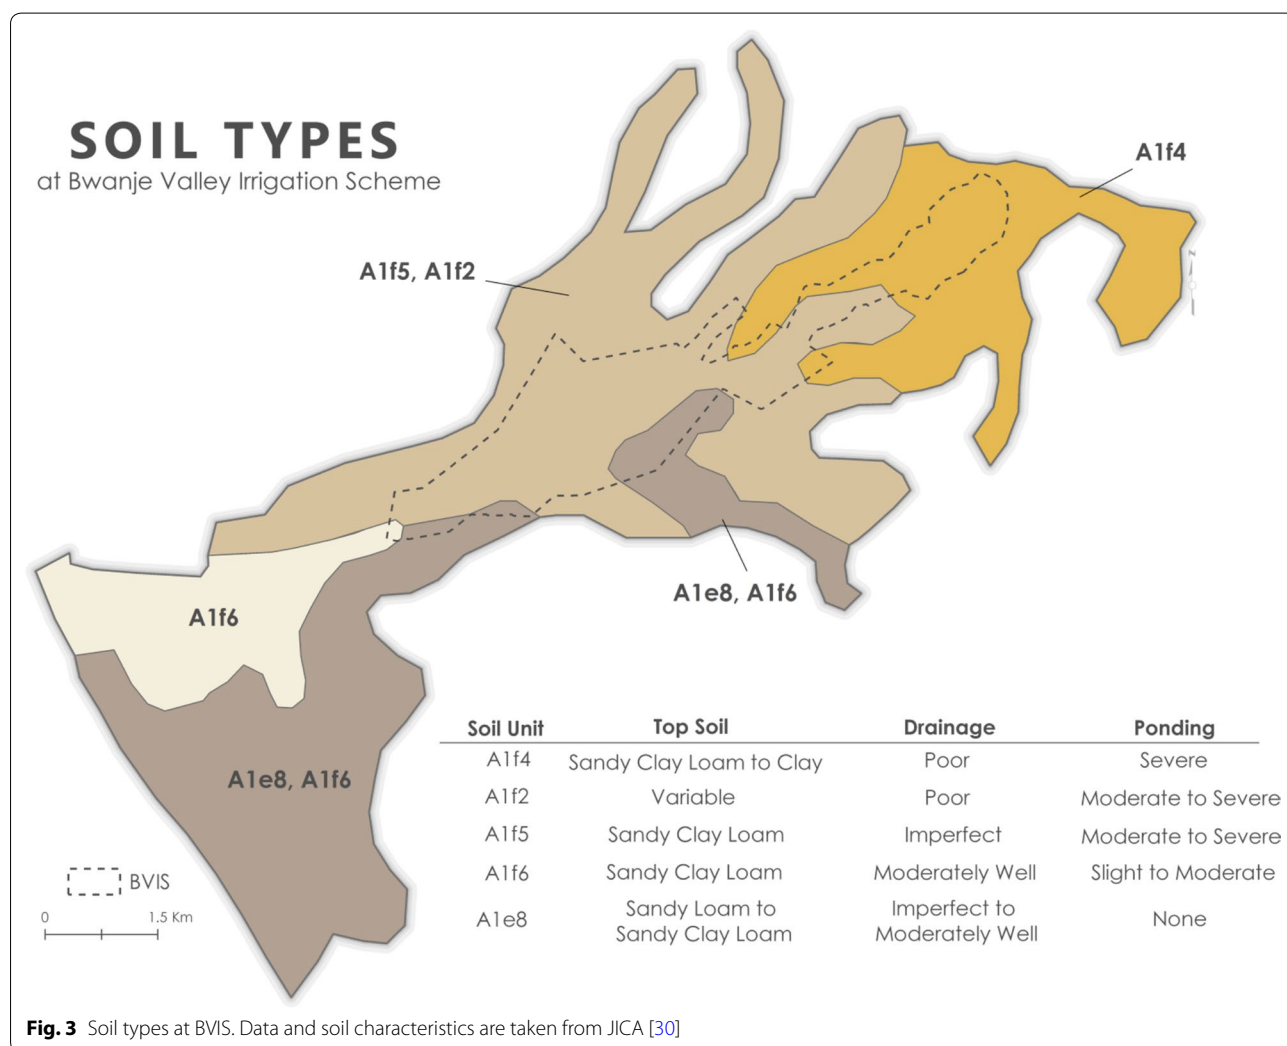 SOIL TYPES
at Bwanje Valley Irrigation Scheme
A1f4
A1f5, A1f2
N
A1e8, A1f6
A1f6
A1e8, A1f6
Soil Unit Top Soil Drainage Ponding
A1f4 Sandy Clay Loam to Clay Poor Severe
A1f2 Variable Poor Moderate to Severe
A1f5 Sandy Clay Loam Imperfect Moderate to Severe
A1f6 Sandy Clay Loam Moderately Well Slight to Moderate
A1e8 Sandy Loam to Sandy Clay Loam Imperfect to Moderately Well None
BVIS
0 1.5 Km
Fig. 3 Soil types at BVIS. Data and soil characteristics are taken from JICA [30]